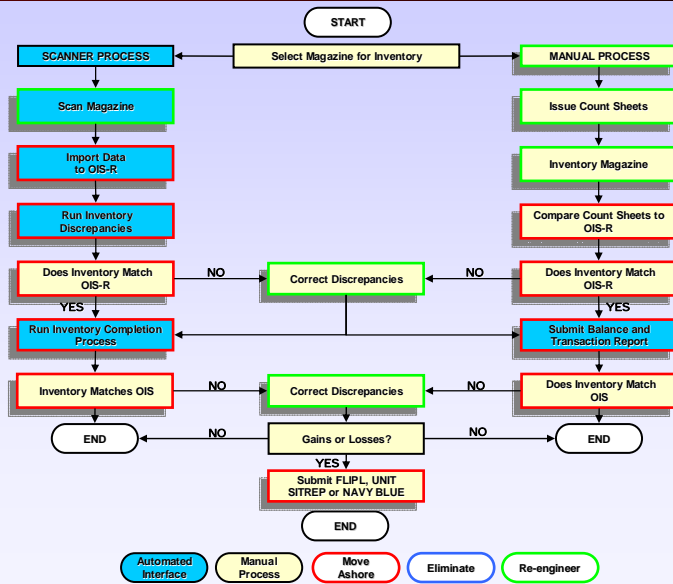 START
SCANNER PROCESS
Select Magazine for Inventory
MANUAL PROCESS
Scan Magazine
Issue Count Sheets
Import Data
to OIS-R
Inventory Magazine
Run Inventory
Discrepancies
Compare Count Sheets to
OIS-R
Does Inventory Match
OIS-R
NO
Correct Discrepancies
NO
Does Inventory Match
OIS-R
YES
YES
Run Inventory Completion
Process
Submit Balance and
Transaction Report
Inventory Matches OIS
NO
Correct Discrepancies
NO
Does Inventory Match
OIS
END
NO
Gains or Losses?
NO
END
YES
Submit FLIPL, UNIT
SITREP or NAVY BLUE
END
Automated
Interface
Manual
Process
Move
Ashore
Eliminate
Re-engineer